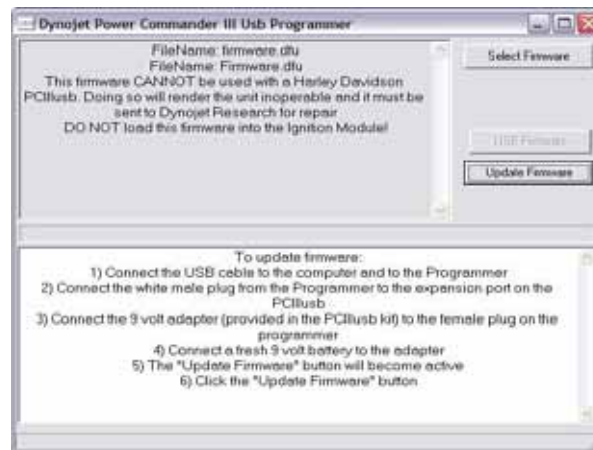 Dynojet Power Commander III Usb Programmer
FileName: firmware.dfu
FileName: Firmware.dfu
This firmware CANNOT be used with a Harley Davidson
PCIIIusb. Doing so will render the unit inoperable and it must be
sent to Dynojet Research for repair
DO NOT load this firmware into the Ignition Module!
Select Firmware
USB Firmware
Update Firmware
To update firmware:
1) Connect the USB cable to the computer and to the Programmer
2) Connect the white male plug from the Programmer to the expansion port on the
PCIIIusb
3) Connect the 9 volt adapter (provided in the PCIIIusb kit) to the female plug on the
programmer
4) Connect a fresh 9 volt battery to the adapter
5) The "Update Firmware" button will become active
6) Click the "Update Firmware" button